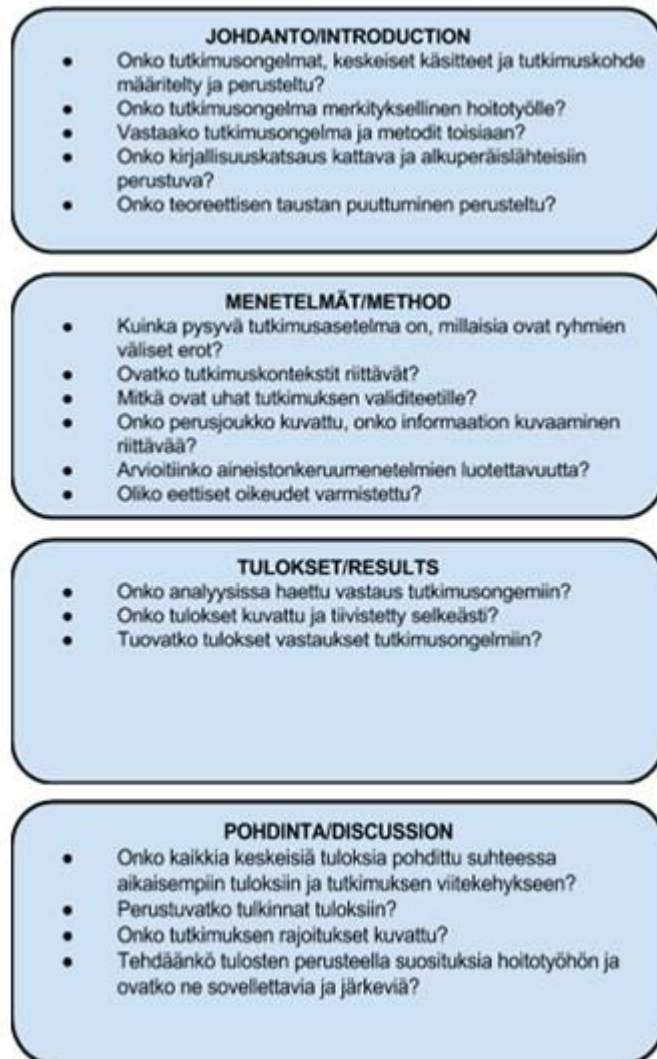 JOHDANTO/INTRODUCTION
● Onko tutkimusongelmat, keskeiset käsitteet ja tutkimuskohde
määritelty ja perusteltu?
● Onko tutkimusongelma merkityksellinen hoitotyölle?
● Vastaako tutkimusongelma ja metodit toisiaan?
● Onko kirjallisuuskatsaus kattava ja alkuperäislähteisiin
perustuva?
● Onko teoreettisen taustan puuttuminen perusteltu?
MENETELMÄT/METHOD
● Kuinka pysyvä tutkimusasetelma on, millaisia ovat ryhmien
väliset erot?
● Ovatko tutkimuskontekstit riittävät?
● Mitkä ovat uhat tutkimuksen validiteetille?
● Onko perusjoukko kuvattu, onko informaation kuvaaminen
riittävää?
● Arvioitiinko aineistonkeruumenetelmien luotettavuutta?
● Oliko eettiset oikeudet varmistettu?
TULOKSET/RESULTS
● Onko analyysissa haettu vastaus tutkimusongemiin?
● Onko tulokset kuvattu ja tiivistetty selkeästi?
● Tuovatko tulokset vastaukset tutkimusongelmiin?
POHDINTA/DISCUSSION
● Onko kaikkia keskeisiä tuloksia pohdittu suhteessa
aikaisempiin tuloksiin ja tutkimuksen viitekehykseen?
● Perustuvatko tulkinnat tuloksiin?
● Onko tutkimuksen rajoitukset kuvattu?
● Tehdäänkö tulosten perusteella suosituksia hoitotyöhön ja
ovatko ne sovellettavia ja järkeviä?